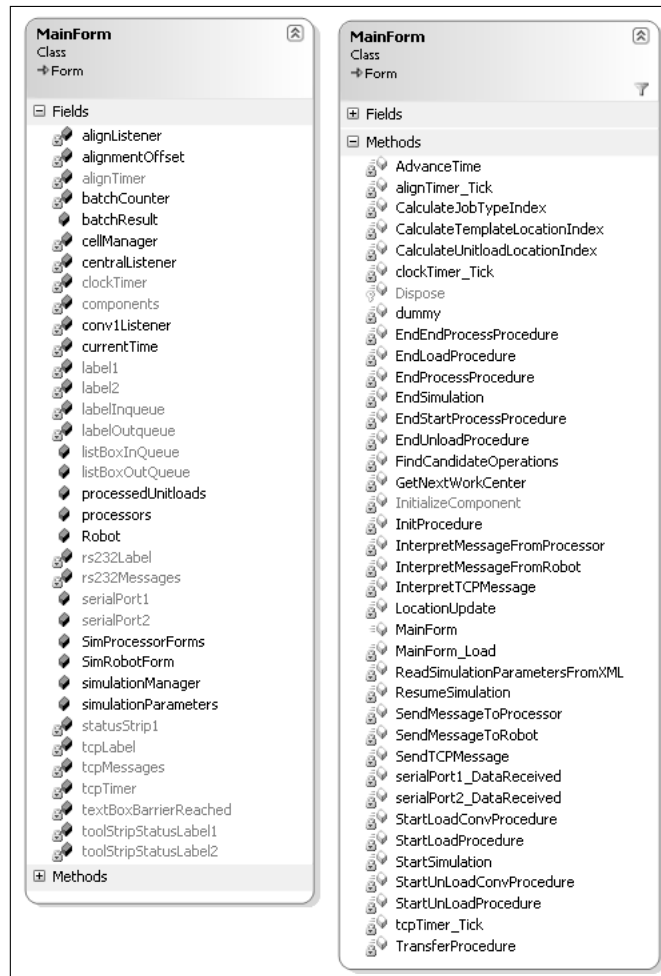 MainForm
Class
Form
Fields
alignListener
alignmentOffset
alignTimer
batchCounter
batchResult
cellManager
centralListener
clockTimer
components
conv1Listener
currentTime
label1
label2
labelInqueue
labelOutqueue
listBoxInQueue
listBoxOutQueue
processedUnitloads
processors
Robot
rs232Label
rs232Messages
serialPort1
serialPort2
SimProcessorForms
SimRobotForm
simulationManager
simulationParameters
statusStrip1
tcpLabel
tcpMessages
tcpTimer
textBoxBarrierReached
toolStripStatusLabel1
toolStripStatusLabel2
Methods
MainForm
Class
Form
Fields
Methods
AdvanceTime
alignTimer_Tick
CalculateJobTypeIndex
CalculateTemplateLocationIndex
CalculateUnitloadLocationIndex
clockTimer_Tick
Dispose
dummy
EndEndProcessProcedure
EndLoadProcedure
EndProcessProcedure
EndSimulation
EndStartProcessProcedure
EndUnloadProcedure
FindCandidateOperations
GetNextWorkCenter
InitializeComponent
InitProcedure
InterpretMessageFromProcessor
InterpretMessageFromRobot
InterpretTCPMessage
LocationUpdate
MainForm
MainForm_Load
ReadSimulationParametersFromXML
ResumeSimulation
SendMessageToProcessor
SendMessageToRobot
SendTCPMessage
serialPort1_DataReceived
serialPort2_DataReceived
StartLoadConvProcedure
StartLoadProcedure
StartSimulation
StartUnLoadConvProcedure
StartUnLoadProcedure
tcpTimer_Tick
TransferProcedure